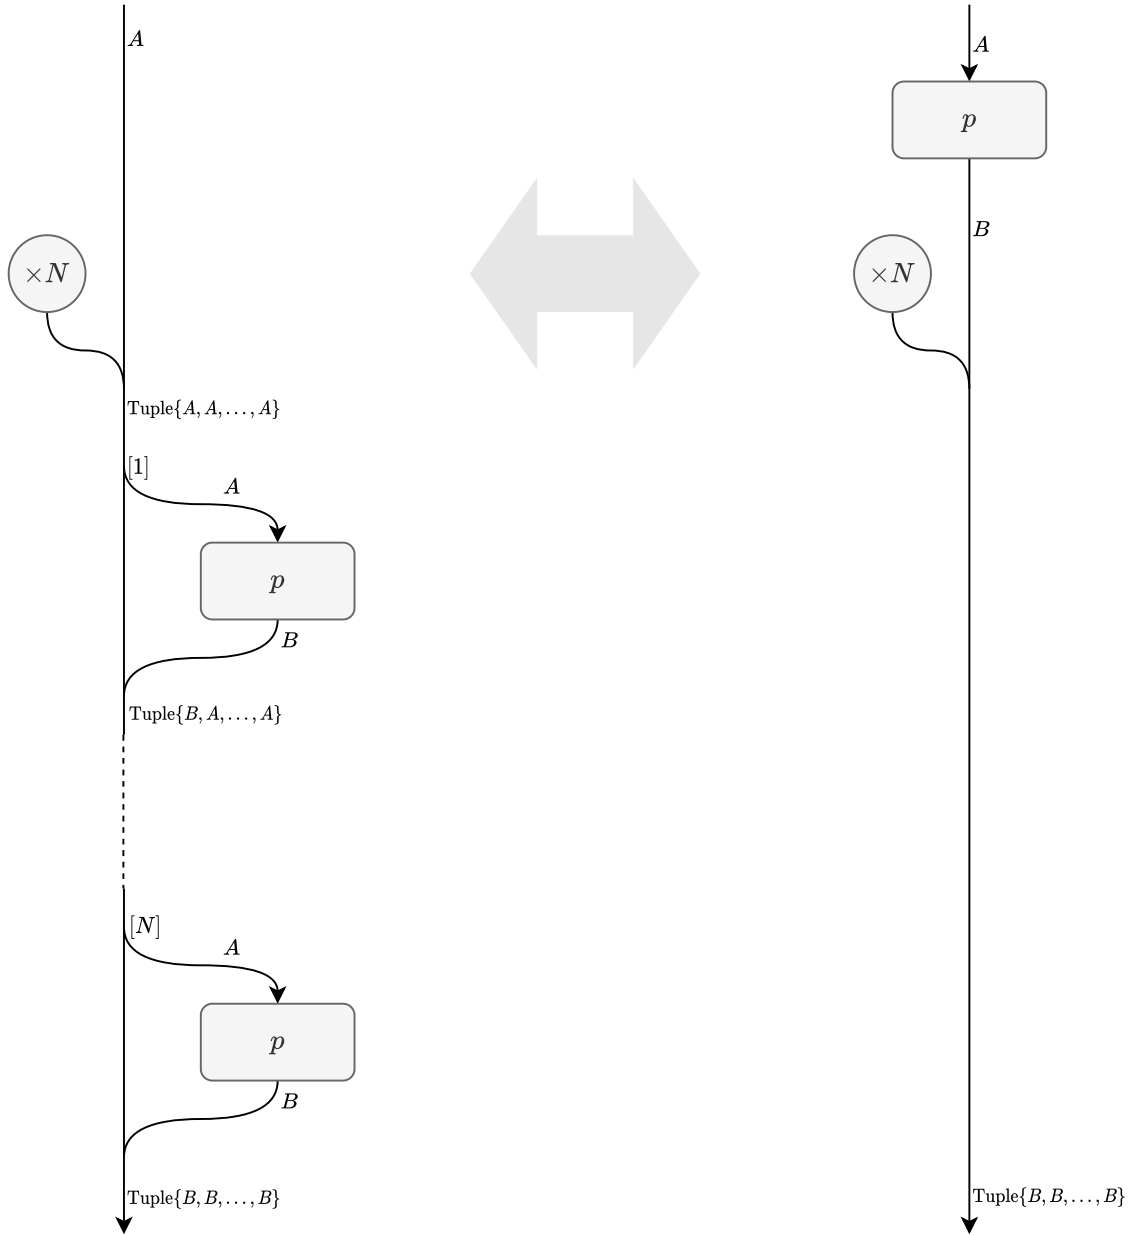 A
×N
Tuple{A, A, . . . , A}
[1]
A
p
B
Tuple{B, A, . . . , A}
[N]
A
p
B
Tuple{B, B, . . . , B}
A
p
B
×N
Tuple{B, B, . . . , B}